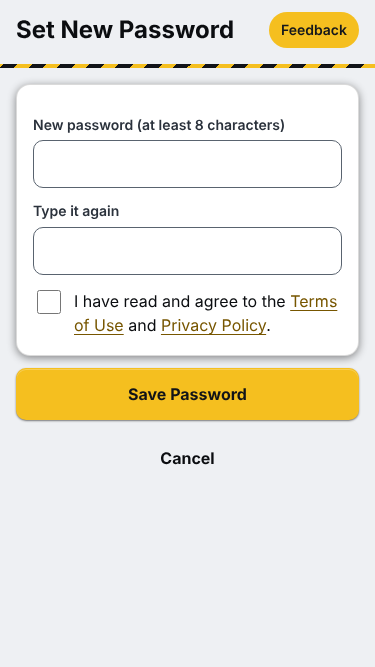 Set New Password
Feedback
New password (at least 8 characters)
Type it again
I have read and agree to the Terms
of Use and Privacy Policy.
Save Password
Cancel